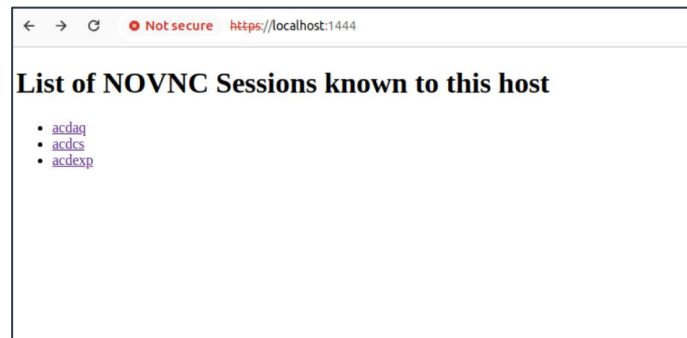 Not secure https://localhost:1444
List of NOVNC Sessions known to this host
acdaq
acdcs
acdexp